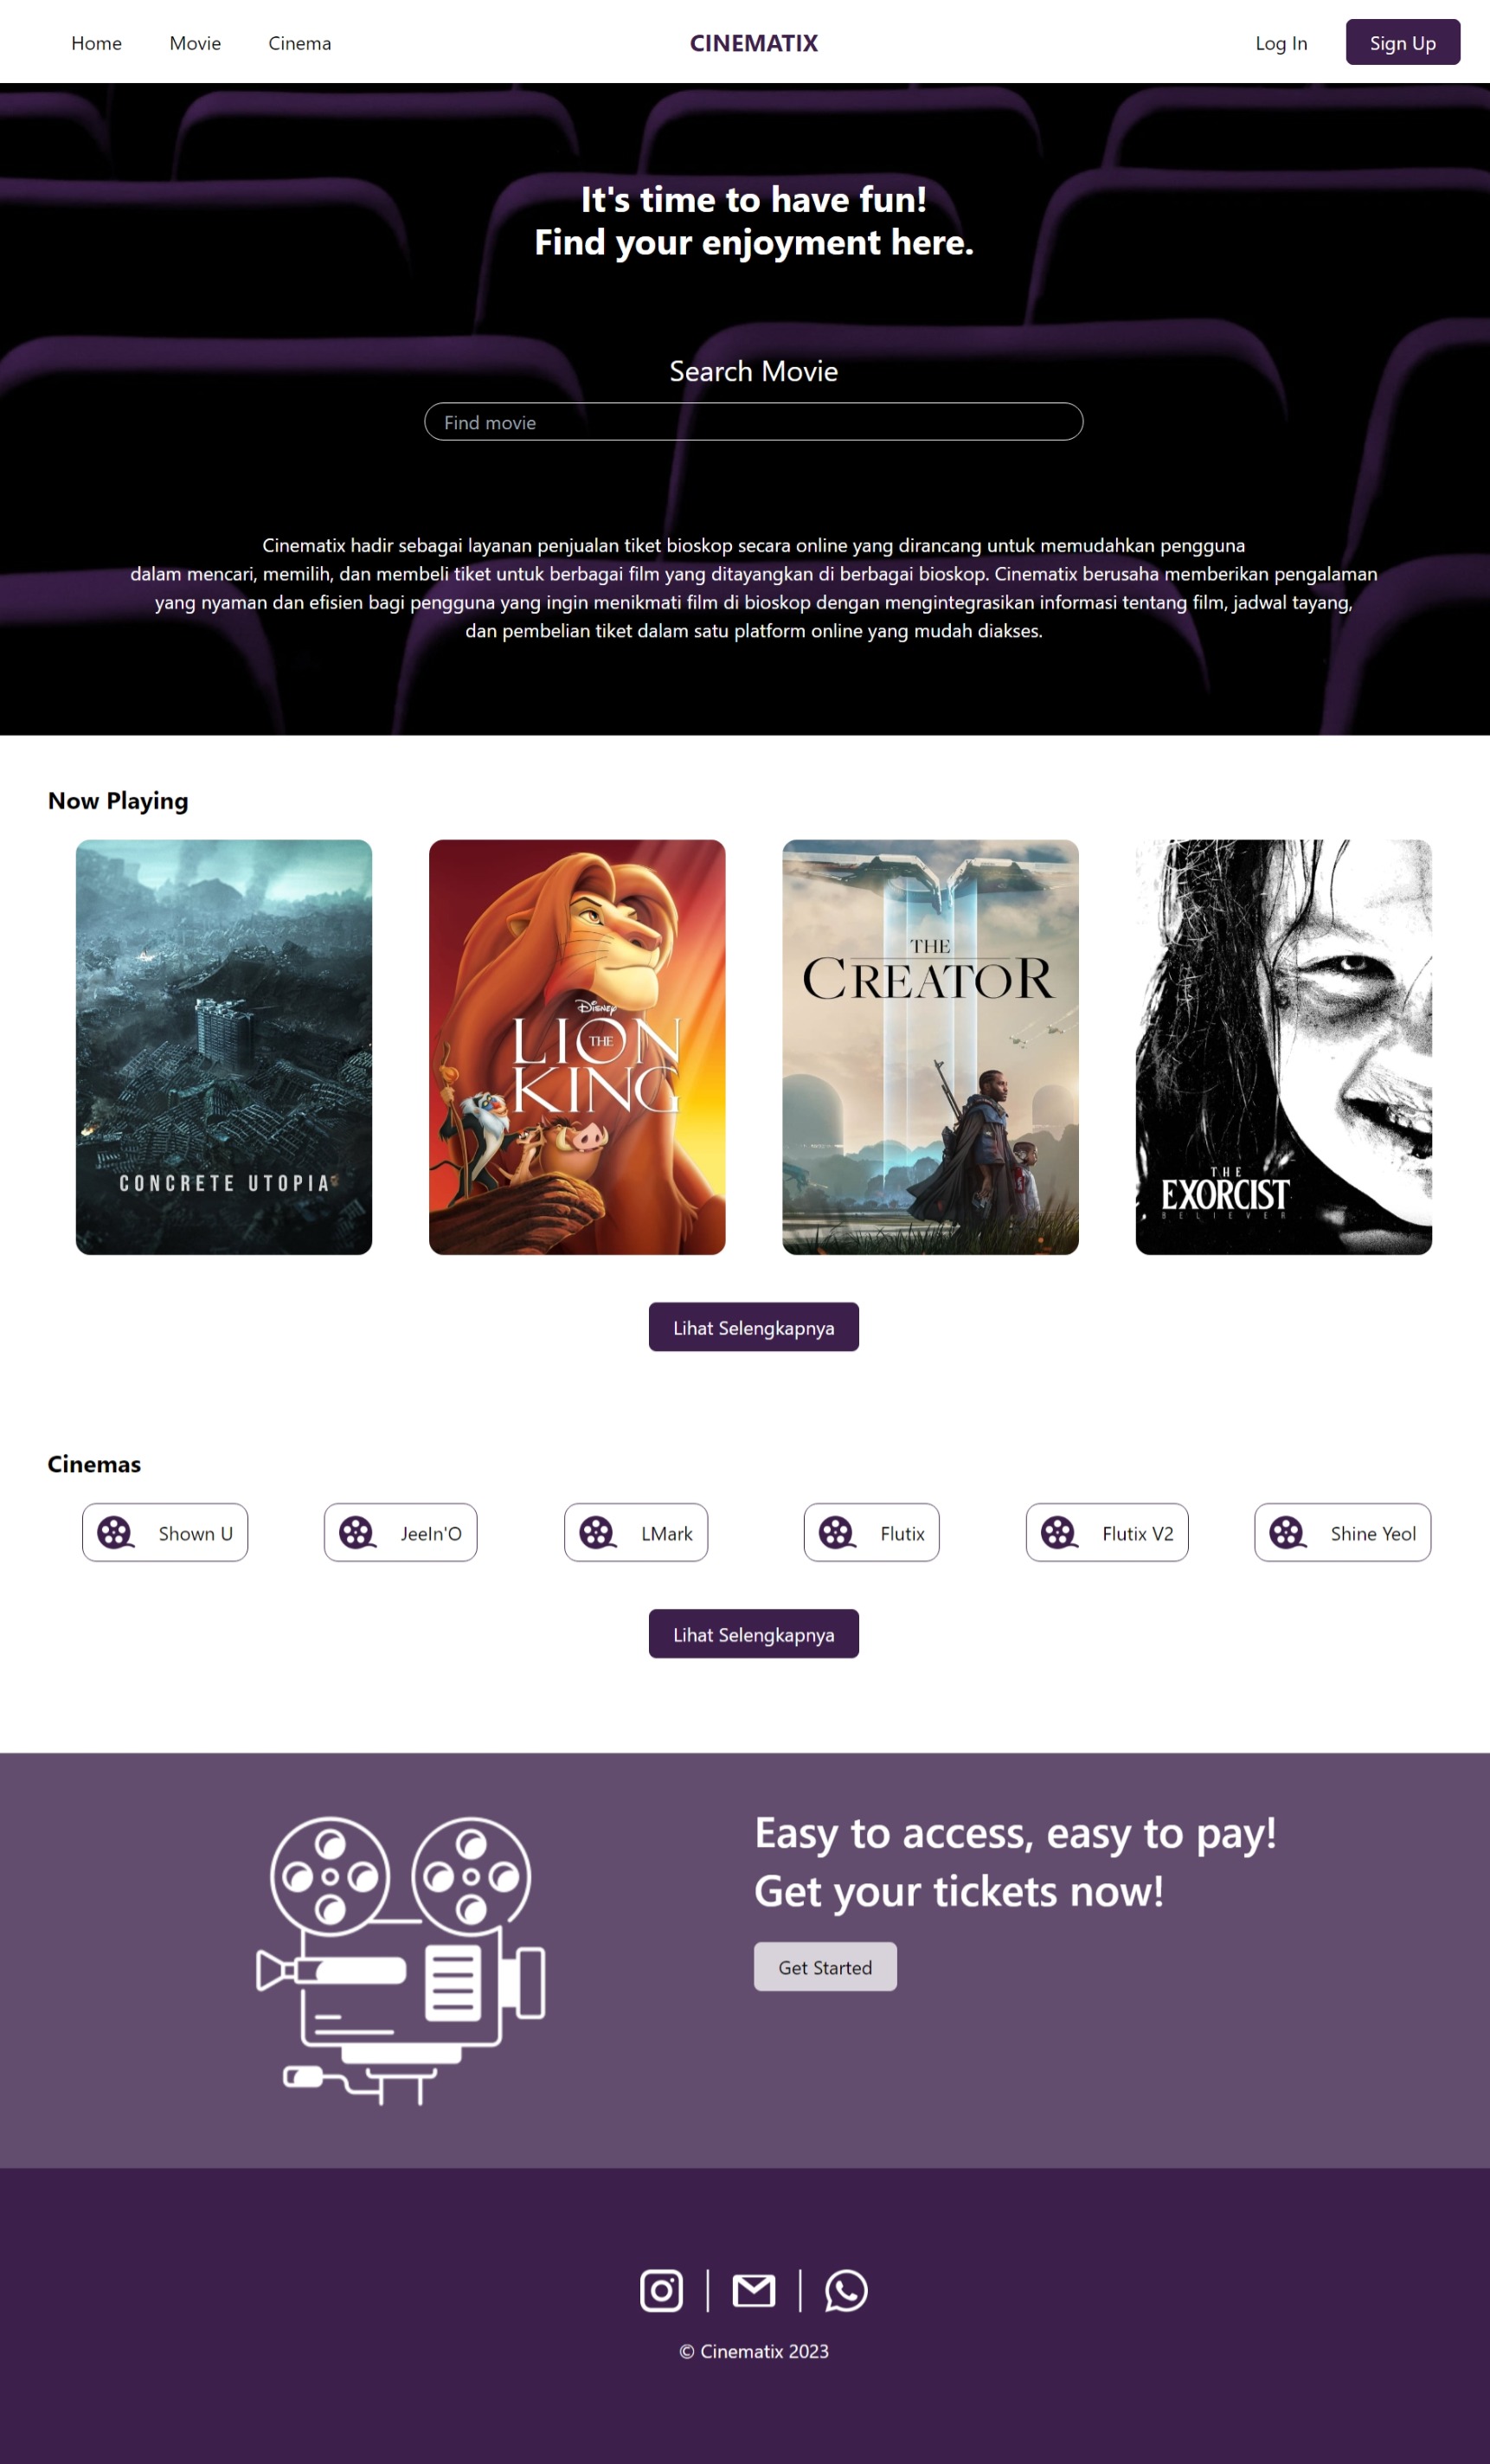 Home Movie Cinema CINEMATIX Log In Sign Up
It's time to have fun!
Find your enjoyment here.
Search Movie
Find movie
Cinematix hadir sebagai layanan penjualan tiket bioskop secara online yang dirancang untuk memudahkan pengguna
dalam mencari, memilih, dan membeli tiket untuk berbagai film yang ditayangkan di berbagai bioskop. Cinematix berusaha memberikan pengalaman
yang nyaman dan efisien bagi pengguna yang ingin menikmati film di bioskop dengan mengintegrasikan informasi tentang film, jadwal tayang,
dan pembelian tiket dalam satu platform online yang mudah diakses.
Now Playing
CONCRETE UTOPIA
DISNEY
THE
LION
KING
THE
CREATOR
THE
EXORCIST
BELIEVER
Lihat Selengkapnya
Cinemas
Shown U JeeIn'O LMark Flutix Flutix V2 Shine Yeol
Lihat Selengkapnya
Easy to access, easy to pay!
Get your tickets now!
Get Started
© Cinematix 2023